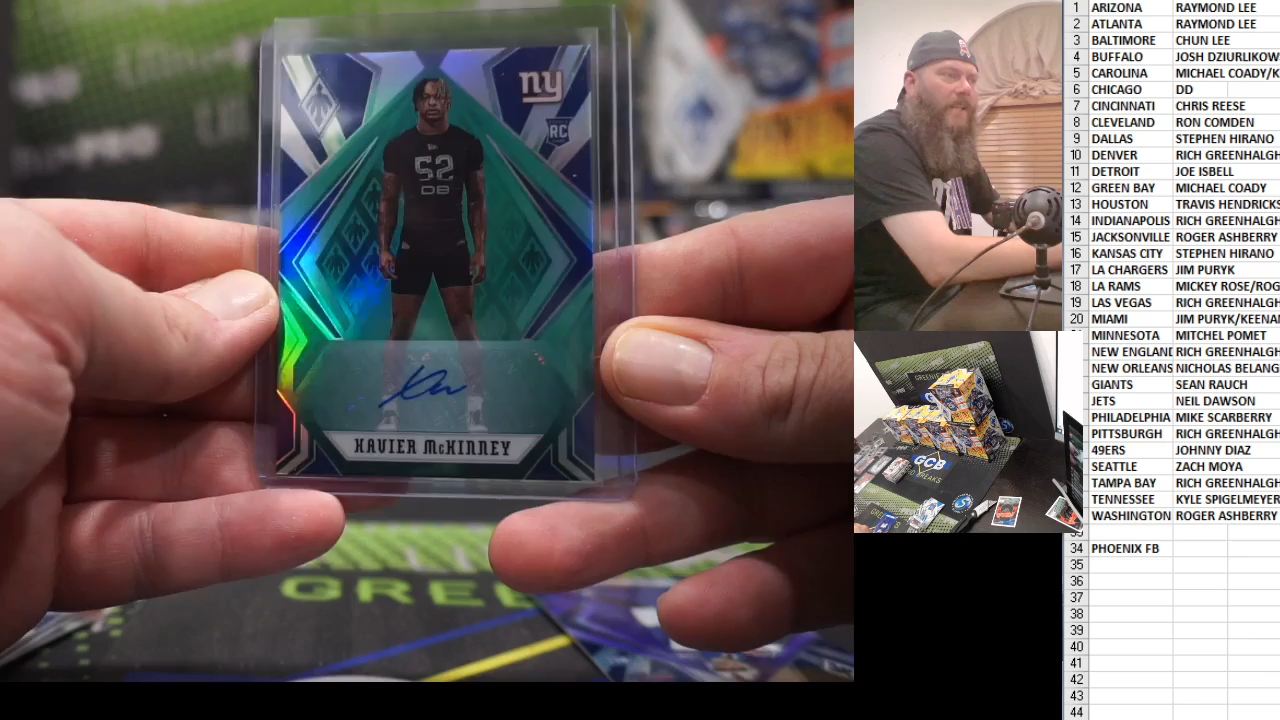 ny
RC
52
DB
XAVIER McKINNEY
GREE
GCB
1 ARIZONA RAYMOND LEE
2 ATLANTA RAYMOND LEE
3 BALTIMORE CHUN LEE
4 BUFFALO JOSH DZIURLIKOW
5 CAROLINA MICHAEL COADY/K
6 CHICAGO DD
7 CINCINNATI CHRIS REESE
8 CLEVELAND RON COMDEN
9 DALLAS STEPHEN HIRANO
10 DENVER RICH GREENHALGH
11 DETROIT JOE ISBELL
12 GREEN BAY MICHAEL COADY
13 HOUSTON TRAVIS HENDRICKS
14 INDIANAPOLIS RICH GREENHALGH
15 JACKSONVILLE ROGER ASHBERRY
16 KANSAS CITY STEPHEN HIRANO
17 LA CHARGERS JIM PURYK
18 LA RAMS MICKEY ROSE/ROG
19 LAS VEGAS RICH GREENHALGH
20 MIAMI JIM PURYK/KEENAN
MINNESOTA MITCHEL POMET
NEW ENGLAND RICH GREENHALGH
NEW ORLEANS NICHOLAS BELANG
GIANTS SEAN RAUCH
JETS NEIL DAWSON
PHILADELPHIA MIKE SCARBERRY
PITTSBURGH RICH GREENHALGH
49ERS JOHNNY DIAZ
SEATTLE ZACH MOYA
TAMPA BAY RICH GREENHALGH
TENNESSEE KYLE SPIGELMEYER
WASHINGTON ROGER ASHBERRY
34 PHOENIX FB
35
36
37
38
39
40
41
42
43
44